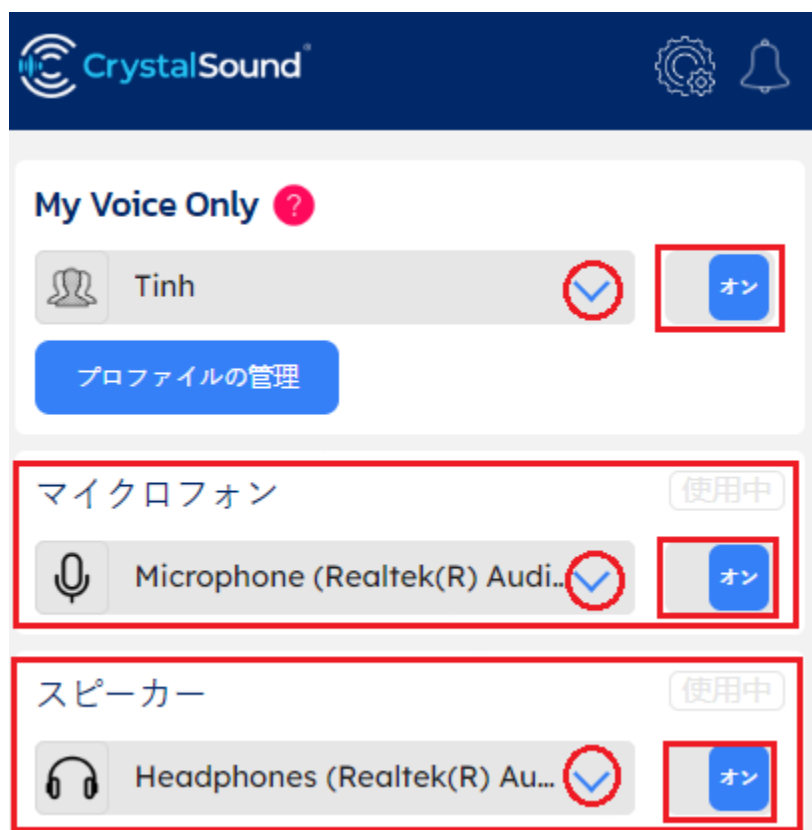 CrystalSound
My Voice Only ?
Tinh
オン
プロファイルの管理
マイクロフォン
使用中
Microphone (Realtek(R) Audi...
オン
スピーカー
使用中
Headphones (Realtek(R) Au...
オン